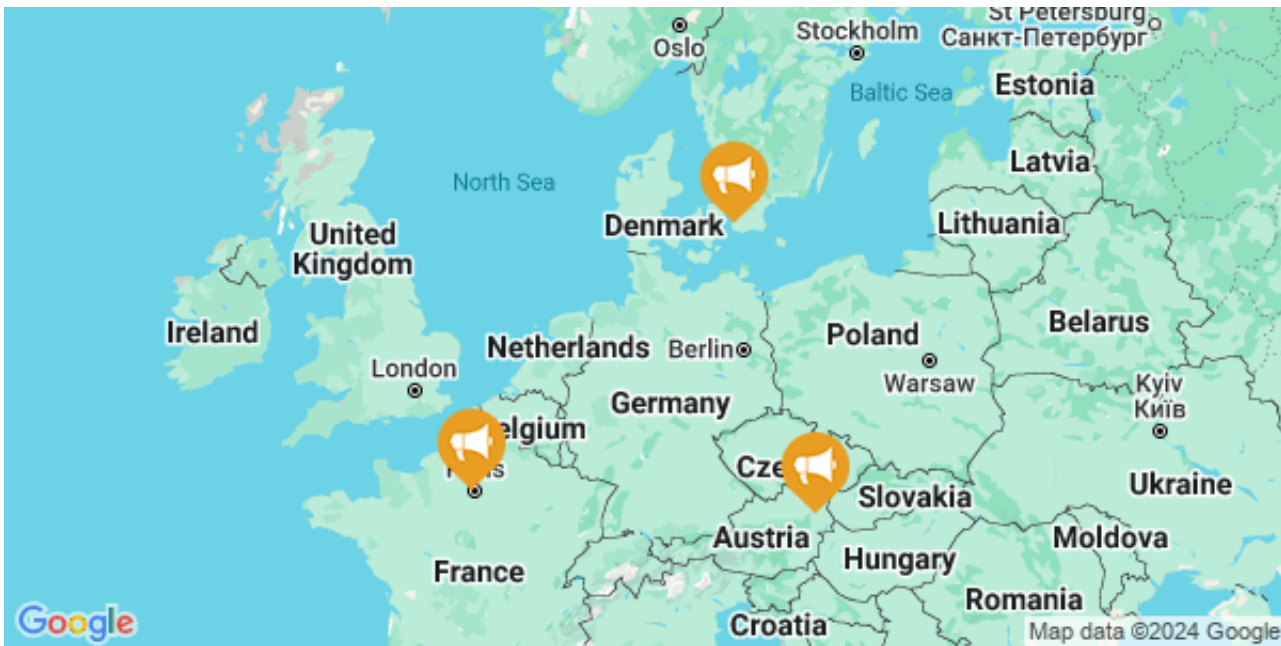 St Petersburg
Санкт-Петербург
Oslo
Stockholm
Estonia
Baltic Sea
Latvia
North Sea
Denmark
Lithuania
United
Kingdom
Ireland
Netherlands
Berlin
Poland
Belarus
London
Warsaw
Kyiv
Київ
Germany
elgium
Cze
Slovakia
Ukraine
Austria
Hungary
Moldova
France
Romania
Croatia
Google
Map data ©2024 Google